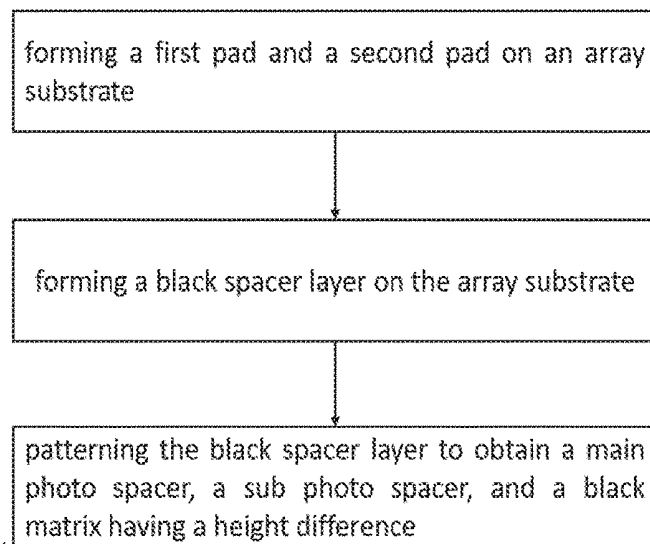 forming a first pad and a second pad on an array
substrate
forming a black spacer layer on the array substrate
patterning the black spacer layer to obtain a main
photo spacer, a sub photo spacer, and a black
matrix having a height difference